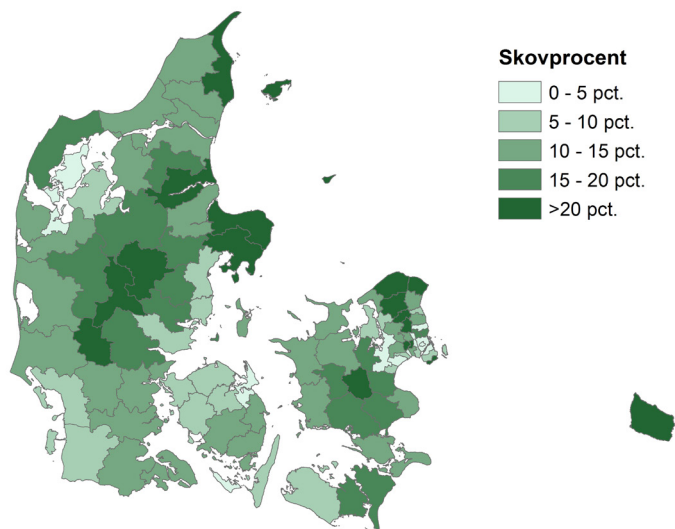 Skovprocent
0 - 5 pct.
5 - 10 pct.
10 - 15 pct.
15 - 20 pct.
>20 pct.